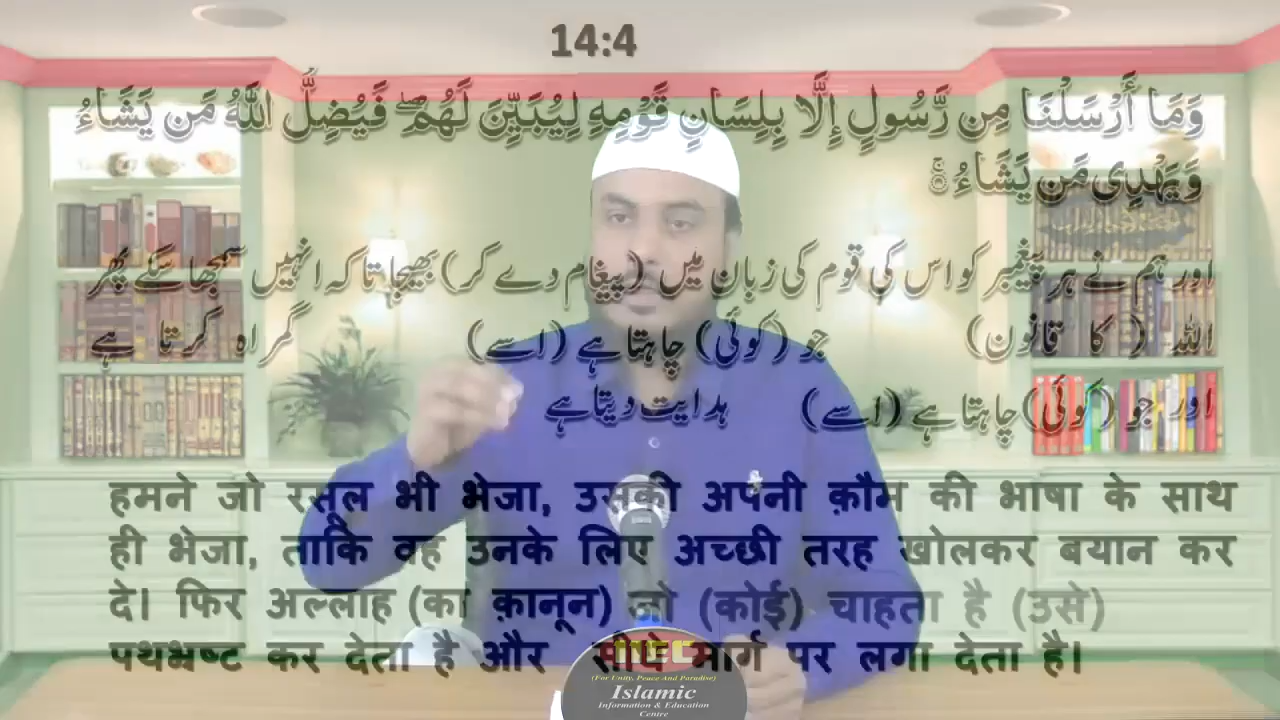 14:4
وَمَا أَرْسَلْنَا مِن رَّسُولٍ إِلَّا بِلِسَانِ قَوْمِهِ لِيُبَيِّنَ لَهُمْ ۖ فَيُضِلُّ اللَّهُ مَن يَشَاءُ
وَيَهْدِي مَن يَشَاءُ ۚ
اور ہم نے ہر پیغمبر کو اس کی قوم کی زبان میں (پیغام دے کر) بھیجا تاکہ انہیں سمجھا سکے پھر
اللہ ( کا قانون) جو (کوئی) چاہتا ہے (اسے) گمراہ کرتا ہے
اور جو (کوئی) چاہتا ہے (اسے) ہدایت دیتا ہے
हमने जो रसूल भी भेजा, उसकी अपनी क़ौम की भाषा के साथ
ही भेजा, ताकि वह उनके लिए अच्छी तरह खोलकर बयान कर
दे। फिर अल्लाह (का क़ानून) जो (कोई) चाहता है (उसे)
पथभ्रष्ट कर देता है और सीधे मार्ग पर लगा देता है।
IIEC
(For Unity, Peace And Paradise)
Islamic
Information & Education
Centre